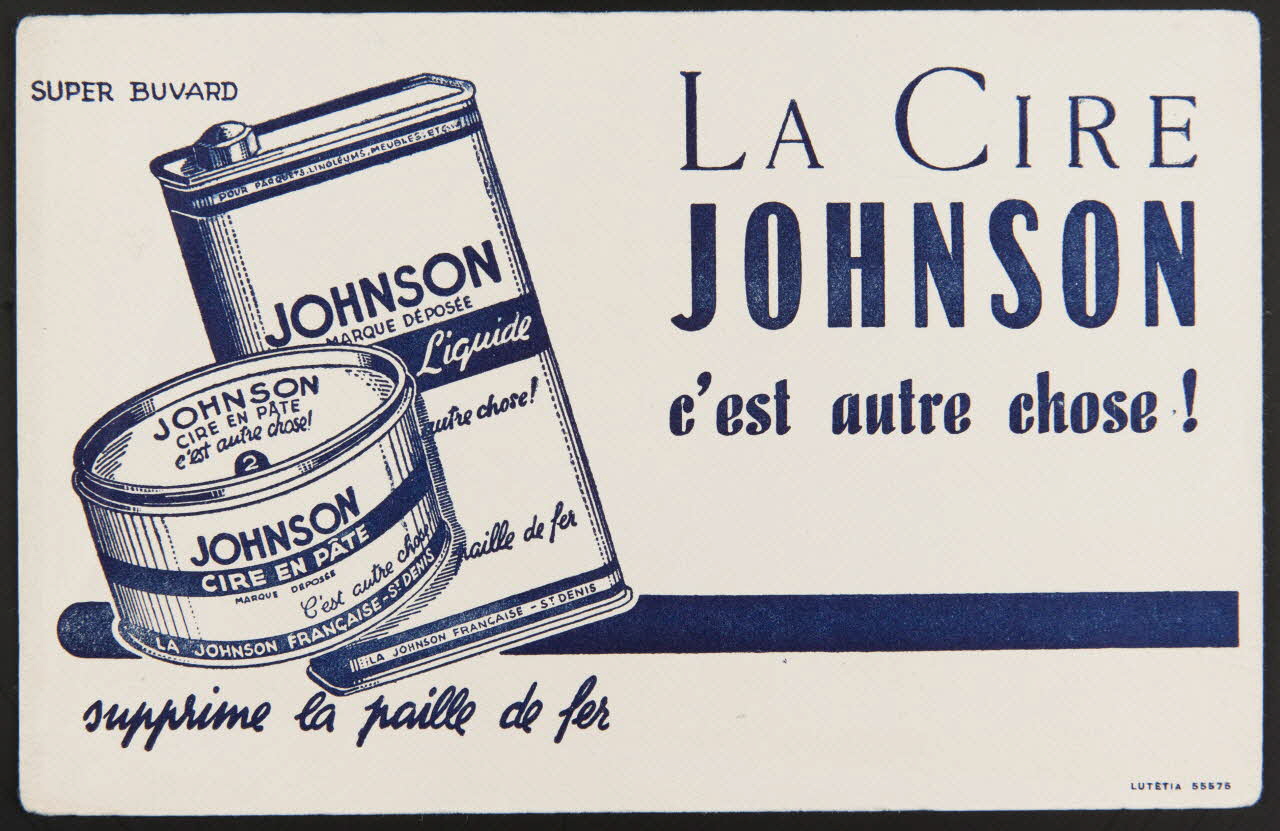 SUPER BUVARD
LA CIRE
JOHNSON
c'est autre chose !
POUR PARQUETS, LINOLÉUMS, MEUBLES, ETC...
JOHNSON
MARQUE DÉPOSÉE
Liquide
autre chose!
paille de fer
LA JOHNSON FRANÇAISE - ST DENIS
JOHNSON
CIRE EN PÂTE
c'est autre chose!
2
JOHNSON
CIRE EN PÂTE
MARQUE DÉPOSÉE
C'est autre chose
LA JOHNSON FRANÇAISE - ST DENIS
supprime la paille de fer
LUTÈTIA 55575